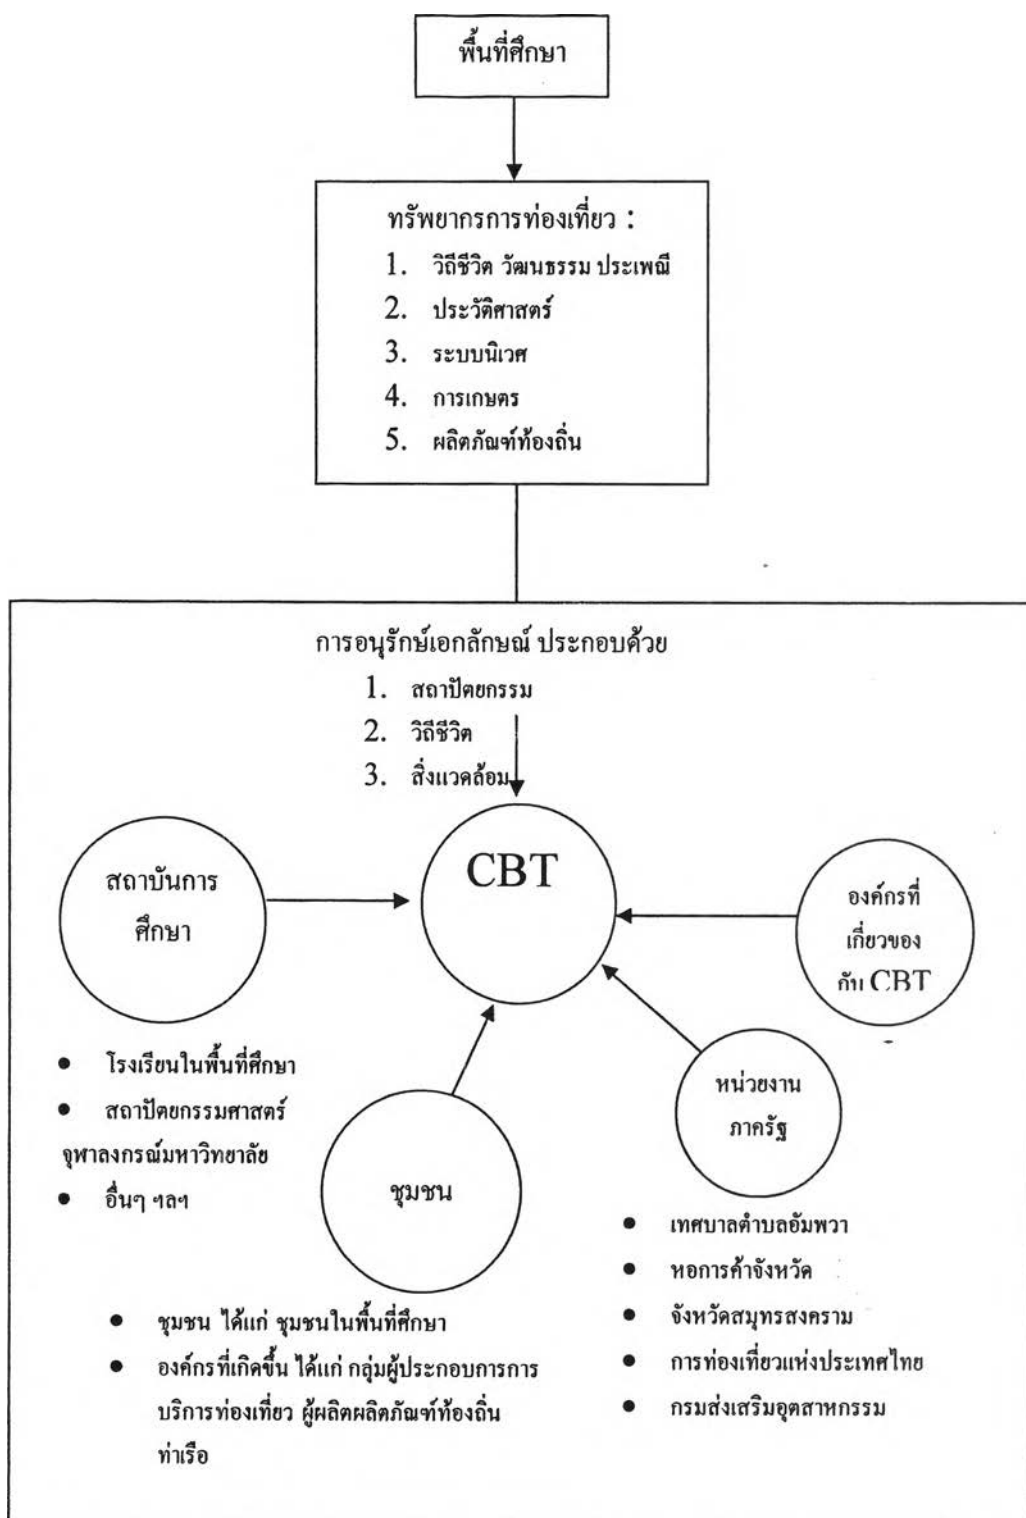 พื้นที่ศึกษา
ทรัพยากรการท่องเที่ยว :
1. วิถีชีวิต วัฒนธรรม ประเพณี
2. ประวัติศาสตร์
3. ระบบนิเวศ
4. การเกษตร
5. ผลิตภัณฑ์ท้องถิ่น
การอนุรักษ์เอกลักษณ์ ประกอบด้วย
1. สถาปัตยกรรม
2. วิถีชีวิต
3. สิ่งแวดล้อม
CBT
สถาบันการ
ศึกษา
องค์กรที่
เกี่ยวของ
กับ CBT
หน่วยงาน
ภาครัฐ
ชุมชน
• โรงเรียนในพื้นที่ศึกษา
• สถาปัตยกรรมศาสตร์
จุฬาลงกรณ์มหาวิทยาลัย
• อื่นๆ ฯลฯ
• ชุมชน ได้แก่ ชุมชนในพื้นที่ศึกษา
• องค์กรที่เกิดขึ้น ได้แก่ กลุ่มผู้ประกอบการการ
บริการท่องเที่ยว ผู้ผลิตผลิตภัณฑ์ท้องถิ่น
ท่าเรือ
• เทศบาลตำบลอัมพวา
• หอการค้าจังหวัด
• จังหวัดสมุทรสงคราม
• การท่องเที่ยวแห่งประเทศไทย
• กรมส่งเสริมอุตสาหกรรม